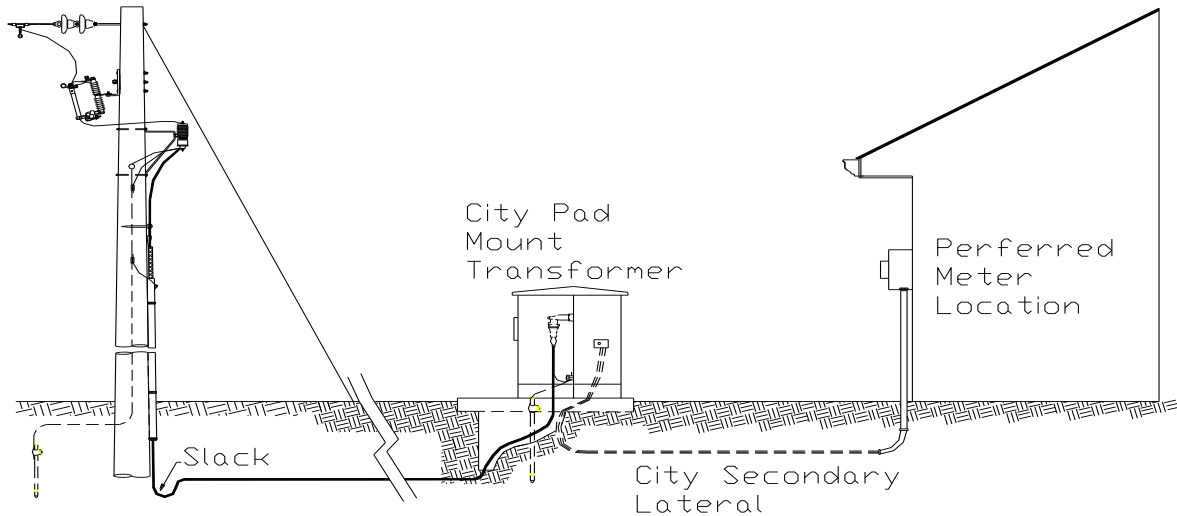 City Pad
Mount
Transformer
Perferred
Meter
Location
Slack
City Secondary
Lateral